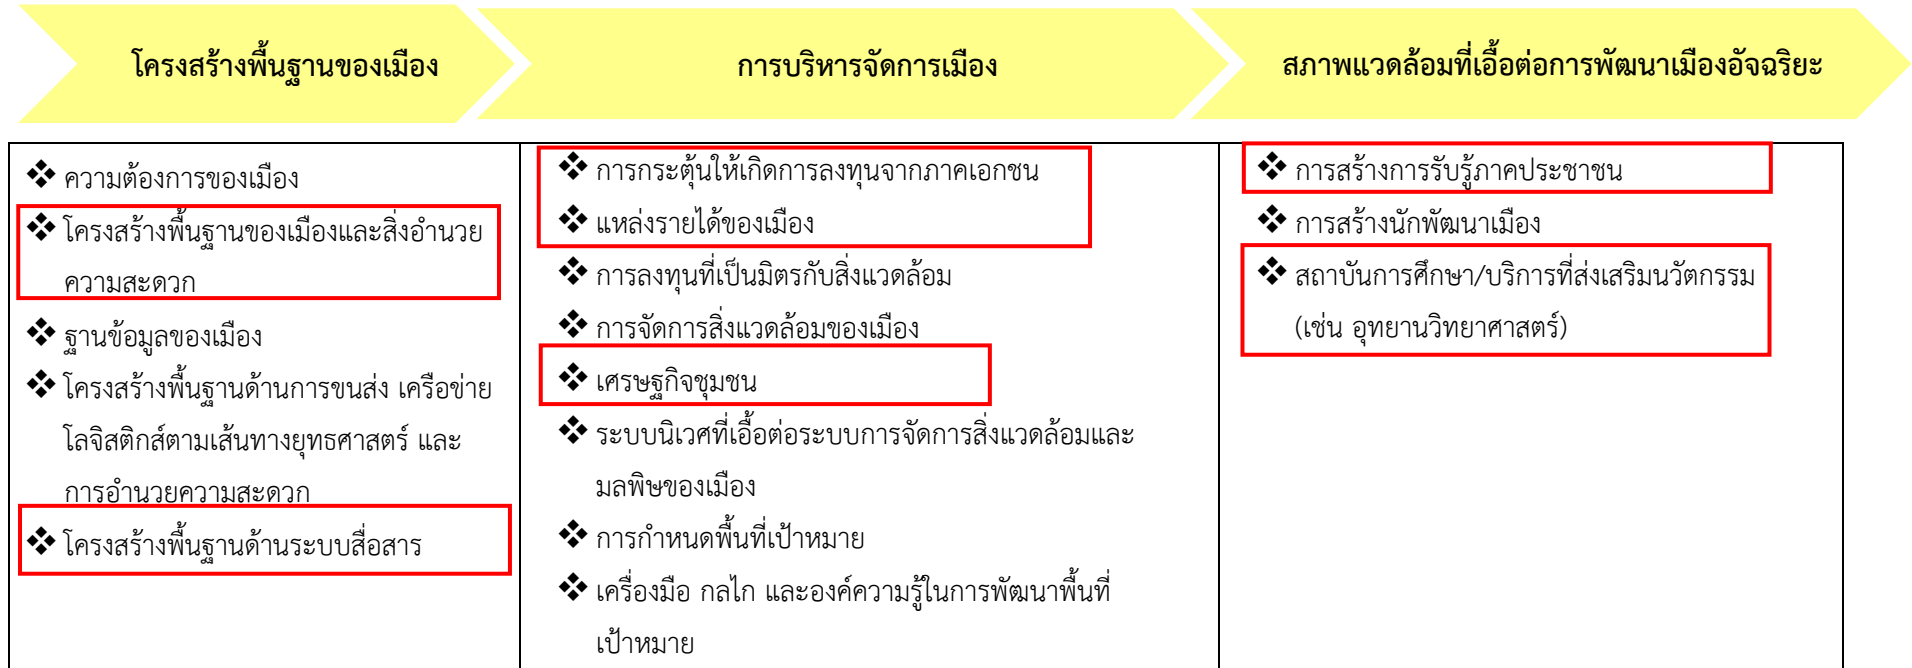 โครงสร้างพื้นฐานของเมือง
การบริหารจัดการเมือง
สภาพแวดล้อมที่เอื้อต่อการพัฒนาเมืองอัจฉริยะ
❖ ความต้องการของเมือง
❖ โครงสร้างพื้นฐานของเมืองและสิ่งอำนวย
ความสะดวก
❖ ฐานข้อมูลของเมือง
❖ โครงสร้างพื้นฐานด้านการขนส่ง เครือข่าย
โลจิสติกส์ตามเส้นทางยุทธศาสตร์ และ
การอำนวยความสะดวก
❖ โครงสร้างพื้นฐานด้านระบบสื่อสาร
❖ การกระตุ้นให้เกิดการลงทุนจากภาคเอกชน
❖ แหล่งรายได้ของเมือง
❖ การลงทุนที่เป็นมิตรกับสิ่งแวดล้อม
❖ การจัดการสิ่งแวดล้อมของเมือง
❖ เศรษฐกิจชุมชน
❖ ระบบนิเวศที่เอื้อต่อระบบการจัดการสิ่งแวดล้อมและ
มลพิษของเมือง
❖ การกำหนดพื้นที่เป้าหมาย
❖ เครื่องมือ กลไก และองค์ความรู้ในการพัฒนาพื้นที่
เป้าหมาย
❖ การสร้างการรับรู้ภาคประชาชน
❖ การสร้างนักพัฒนาเมือง
❖ สถาบันการศึกษา/บริการที่ส่งเสริมนวัตกรรม
(เช่น อุทยานวิทยาศาสตร์)